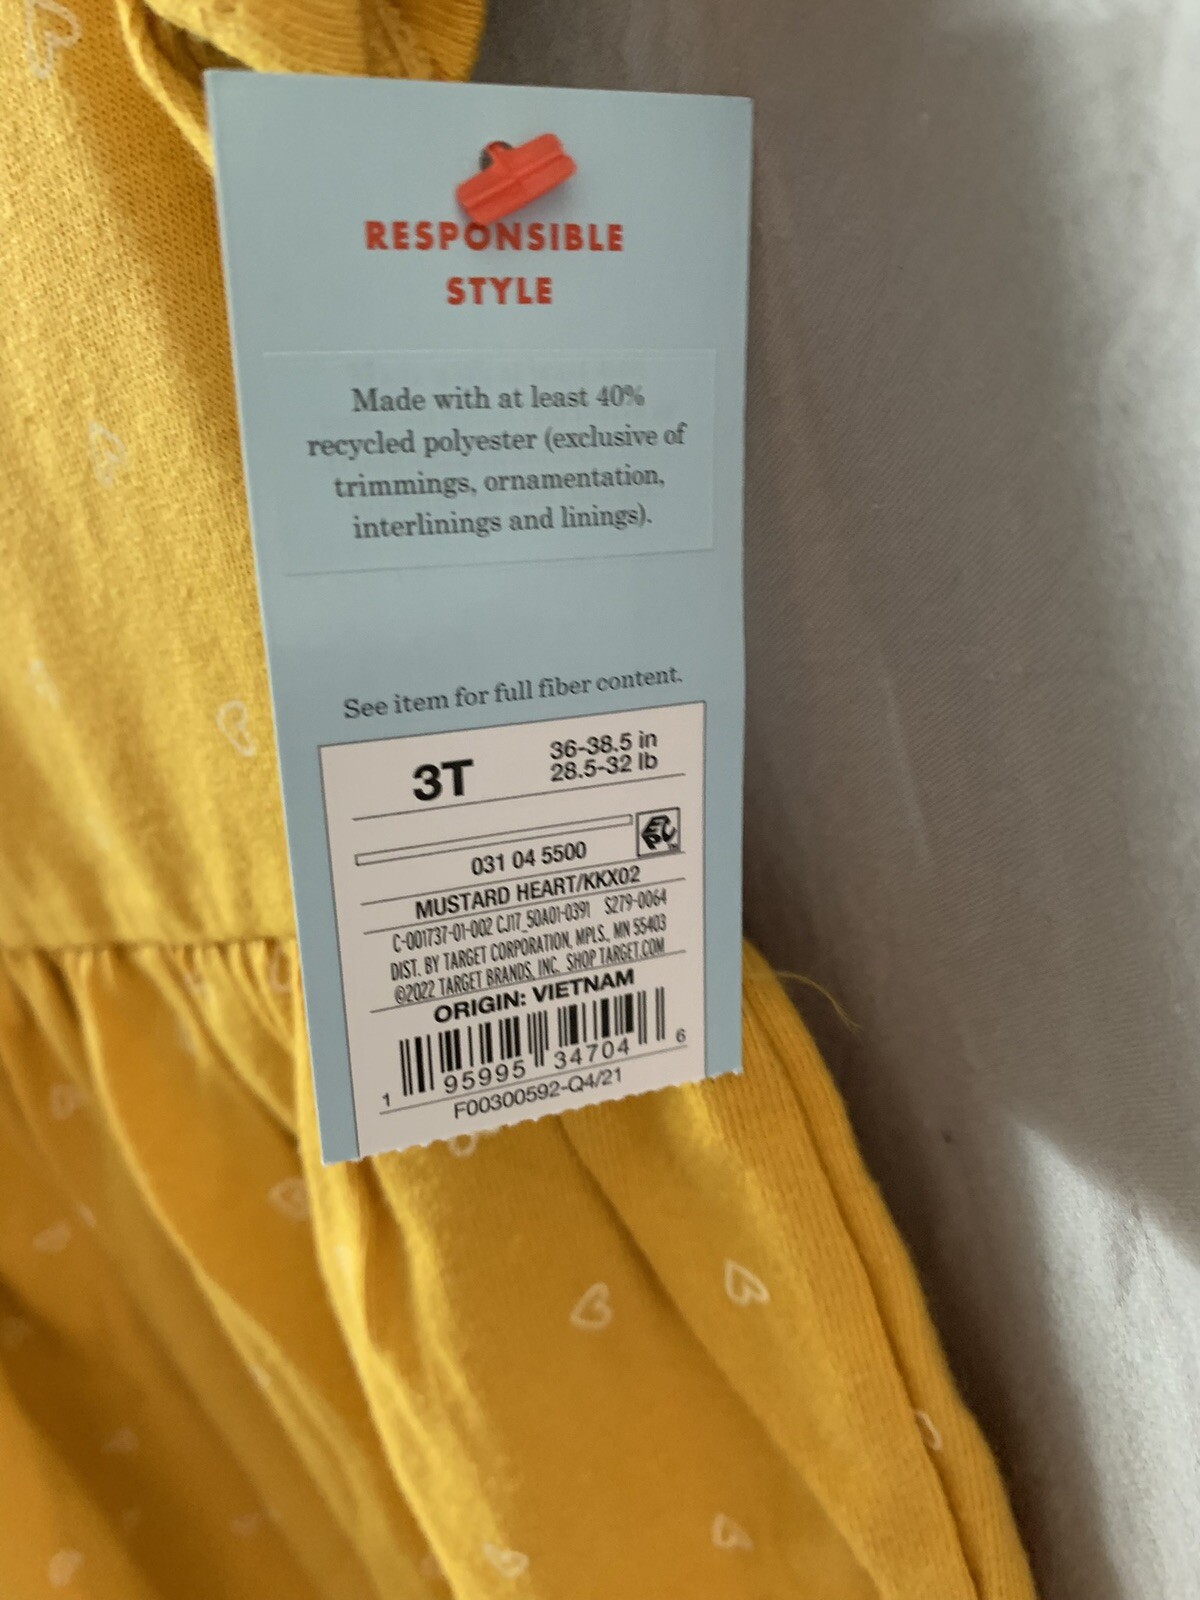 RESPONSIBLE
STYLE
Made with at least 40%
recycled polyester (exclusive of
trimmings, ornamentation,
interlinings and linings).
See item for full fiber content.
3T
36-38.5 in
28.5-32 lb
031 04 5500
MUSTARD HEART/KKX02
C-001737-01-002 CJ17_50A01-0391 S279-0064
DIST. BY TARGET CORPORATION, MPLS., MN 55403
©2022 TARGET BRANDS, INC. SHOP TARGET.COM
ORIGIN: VIETNAM
1 95995 34704 6
F00300592-Q4/21